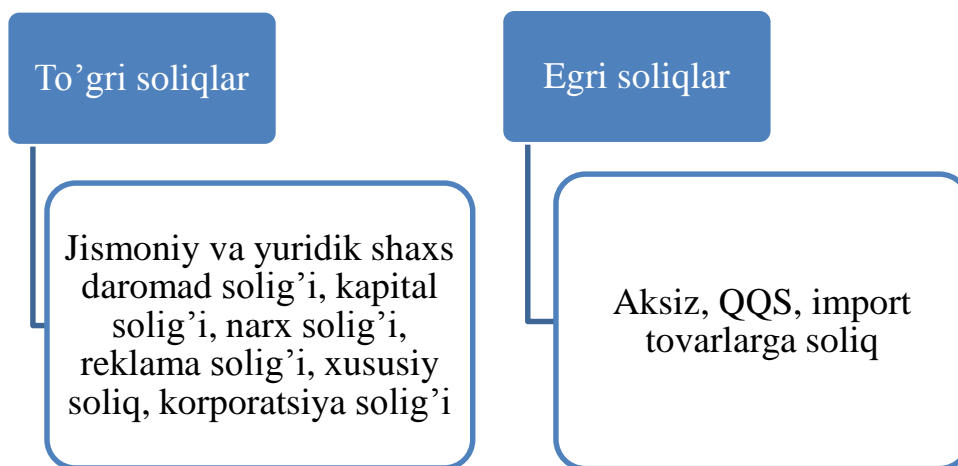 To’gri soliqlar
Jismoniy va yuridik shaxs
daromad solig’i, kapital
solig’i, narx solig’i,
reklama solig’i, xususiy
soliq, korporatsiya solig’i
Egri soliqlar
Aksiz, QQS, import
tovarlarga soliq